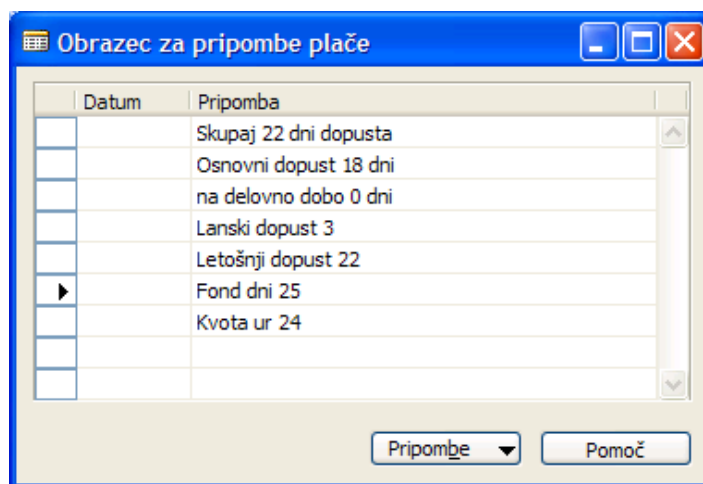 Obrazec za pripombe plače
Datum Pripomba
Skupaj 22 dni dopusta
Osnovni dopust 18 dni
na delovno dobo 0 dni
Lanski dopust 3
Letošnji dopust 22
Fond dni 25
Kvota ur 24
Pripombe Pomoč